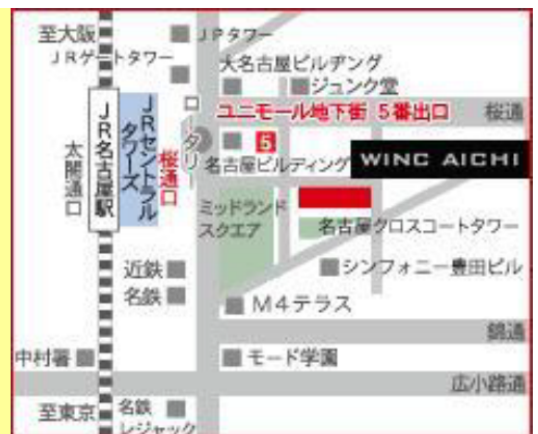 至大阪
JPタワー
JRゲートタワー
大名古屋ビルヂング
ジュンク堂
ユニモール地下街 5番出口
桜通
ロータリー
5
名古屋ビルディング
WINC AICHI
JR名古屋駅
JRセントラルタワーズ
桜通口
太閤通口
ミッドランド
スクエア
名古屋クロスコートタワー
近鉄
シンフォニー豊田ビル
名鉄
M4テラス
錦通
中村署
モード学園
広小路通
至東京
名鉄
レジャック